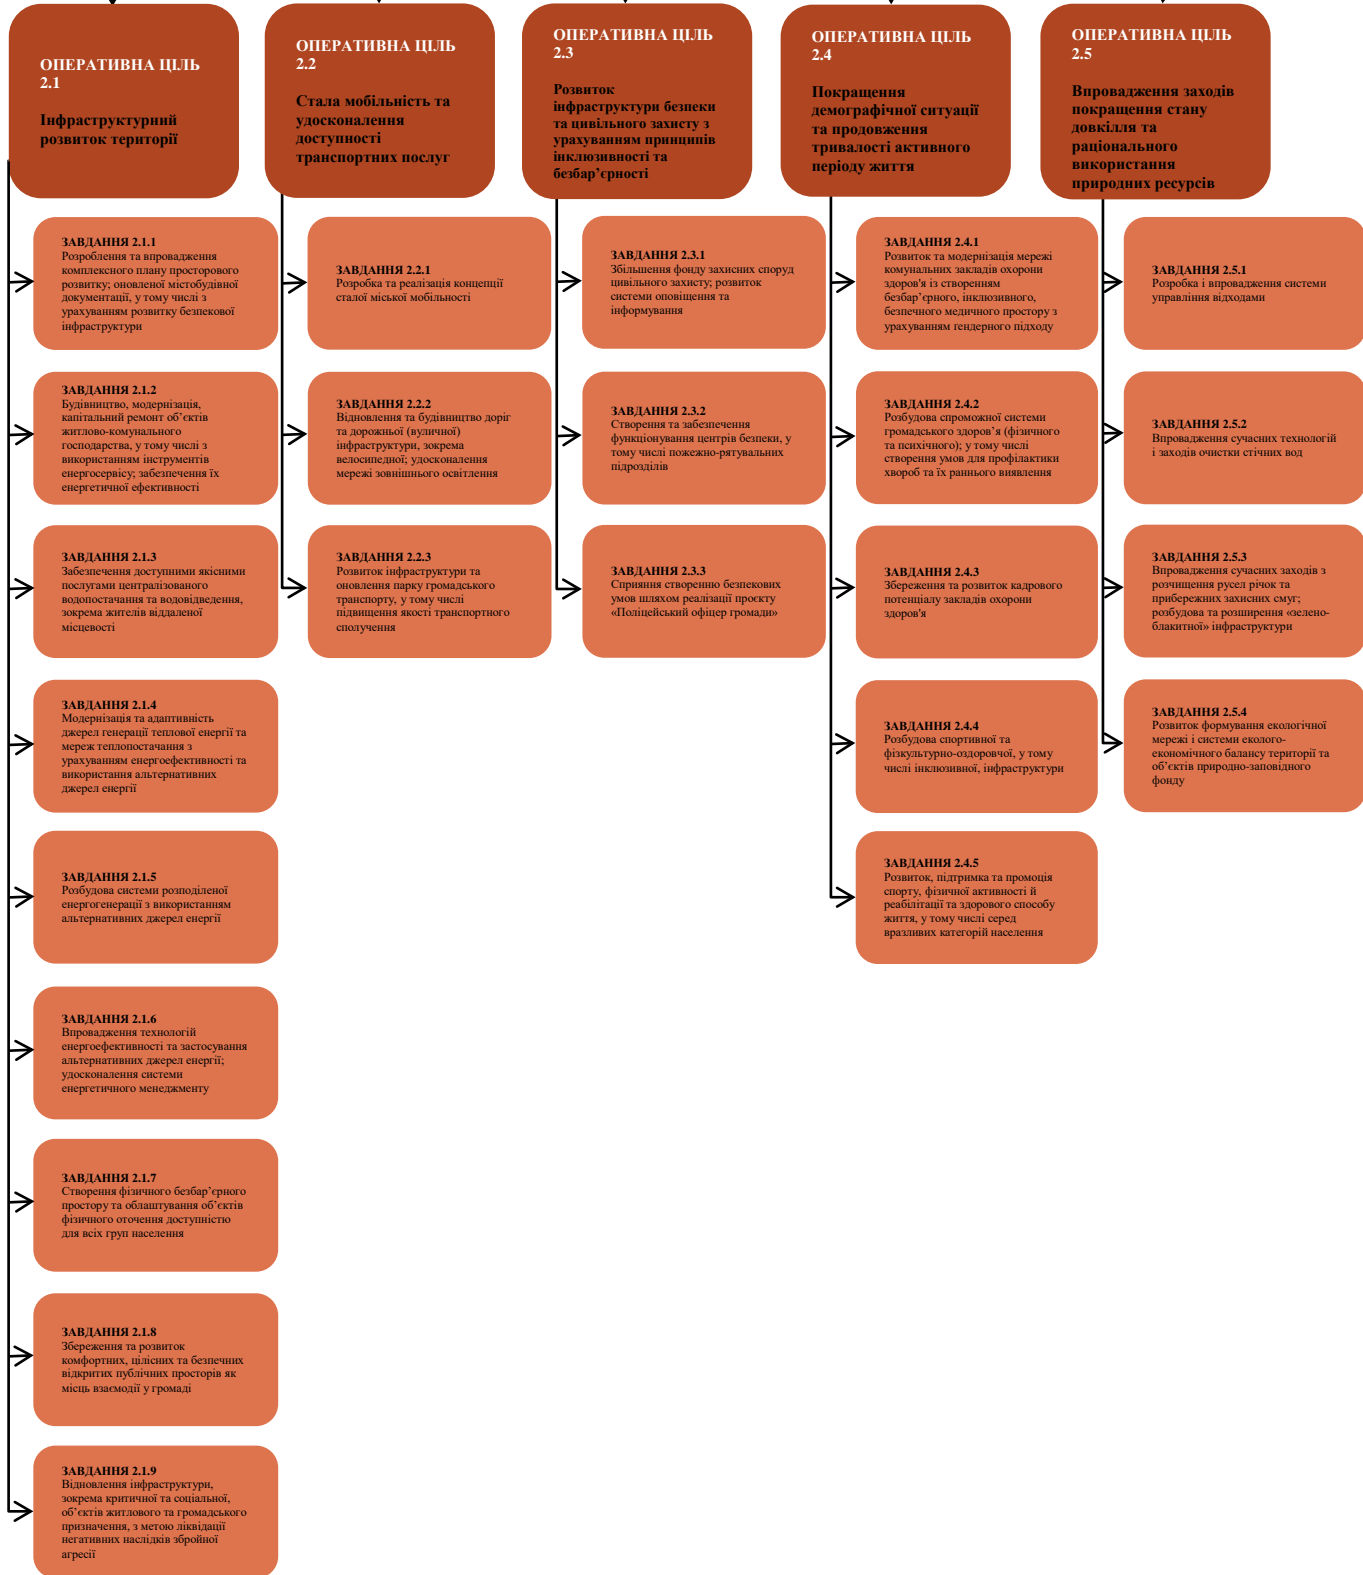 ОПЕРАТИВНА ЦІЛЬ
2.1
Інфраструктурний
розвиток території
ЗАВДАННЯ 2.1.1
Розроблення та впровадження
комплексного плану просторового
розвитку; оновленої містобудівної
документації, у тому числі з
урахуванням розвитку безпекової
інфраструктури
ЗАВДАННЯ 2.1.2
Будівництво, модернізація,
капітальний ремонт об’єктів
житлово-комунального
господарства, у тому числі з
використанням інструментів
енергосервісу; забезпечення їх
енергетичної ефективності
ЗАВДАННЯ 2.1.3
Забезпечення доступними якісними
послугами централізованого
водопостачання та водовідведення,
зокрема жителів віддаленої
місцевості
ЗАВДАННЯ 2.1.4
Модернізація та адаптивність
джерел генерації теплової енергії та
мереж теплопостачання з
урахуванням енергоефективності та
використання альтернативних
джерел енергії
ЗАВДАННЯ 2.1.5
Розбудова системи розподіленої
енергогенерації з використанням
альтернативних джерел енергії
ЗАВДАННЯ 2.1.6
Впровадження технологій
енергоефективності та застосування
альтернативних джерел енергії;
удосконалення системи
енергетичного менеджменту
ЗАВДАННЯ 2.1.7
Створення фізичного безбар’єрного
простору та облаштування об’єктів
фізичного оточення доступністю
для всіх груп населення
ЗАВДАННЯ 2.1.8
Збереження та розвиток
комфортних, цілісних та безпечних
відкритих публічних просторів як
місць взаємодії у громаді
ЗАВДАННЯ 2.1.9
Відновлення інфраструктури,
зокрема критичної та соціальної,
об’єктів житлового та громадського
призначення, з метою ліквідації
негативних наслідків збройної
агресії
ОПЕРАТИВНА ЦІЛЬ
2.2
Стала мобільність та
удосконалення
доступності
транспортних послуг
ЗАВДАННЯ 2.2.1
Розробка та реалізація концепції
сталої міської мобільності
ЗАВДАННЯ 2.2.2
Відновлення та будівництво доріг
та дорожньої (вуличної)
інфраструктури, зокрема
велосипедної; удосконалення
мережі зовнішнього освітлення
ЗАВДАННЯ 2.2.3
Розвиток інфраструктури та
оновлення парку громадського
транспорту, у тому числі
підвищення якості транспортного
сполучення
ОПЕРАТИВНА ЦІЛЬ
2.3
Розвиток
інфраструктури безпеки
та цивільного захисту з
урахуванням принципів
інклюзивності та
безбар’єрності
ЗАВДАННЯ 2.3.1
Збільшення фонду захисних споруд
цивільного захисту; розвиток
системи оповіщення та
інформування
ЗАВДАННЯ 2.3.2
Створення та забезпечення
функціонування центрів безпеки, у
тому числі пожежно-рятувальних
підрозділів
ЗАВДАННЯ 2.3.3
Сприяння створенню безпекових
умов шляхом реалізації проєкту
«Поліцейський офіцер громади»
ОПЕРАТИВНА ЦІЛЬ
2.4
Покращення
демографічної ситуації
та продовження
тривалості активного
періоду життя
ЗАВДАННЯ 2.4.1
Розвиток та модернізація мережі
комунальних закладів охорони
здоров'я із створенням
безбар’єрного, інклюзивного,
безпечного медичного простору з
урахуванням гендерного підходу
ЗАВДАННЯ 2.4.2
Розбудова спроможної системи
громадського здоров’я (фізичного
та психічного); у тому числі
створення умов для профілактики
хвороб та їх раннього виявлення
ЗАВДАННЯ 2.4.3
Збереження та розвиток кадрового
потенціалу закладів охорони
здоров'я
ЗАВДАННЯ 2.4.4
Розбудова спортивної та
фізкультурно-оздоровчої, у тому
числі інклюзивної, інфраструктури
ЗАВДАННЯ 2.4.5
Розвиток, підтримка та промоція
спорту, фізичної активності й
реабілітації та здорового способу
життя, у тому числі серед
вразливих категорій населення
ОПЕРАТИВНА ЦІЛЬ
2.5
Впровадження заходів
покращення стану
довкілля та
раціонального
використання
природних ресурсів
ЗАВДАННЯ 2.5.1
Розробка і впровадження системи
управління відходами
ЗАВДАННЯ 2.5.2
Впровадження сучасних технологій
і заходів очистки стічних вод
ЗАВДАННЯ 2.5.3
Впровадження сучасних заходів з
розчищення русел річок та
прибережних захисних смуг;
розбудова та розширення «зелено-
блакитної» інфраструктури
ЗАВДАННЯ 2.5.4
Розвиток формування екологічної
мережі і системи еколого-
економічного балансу території та
об’єктів природно-заповідного
фонду